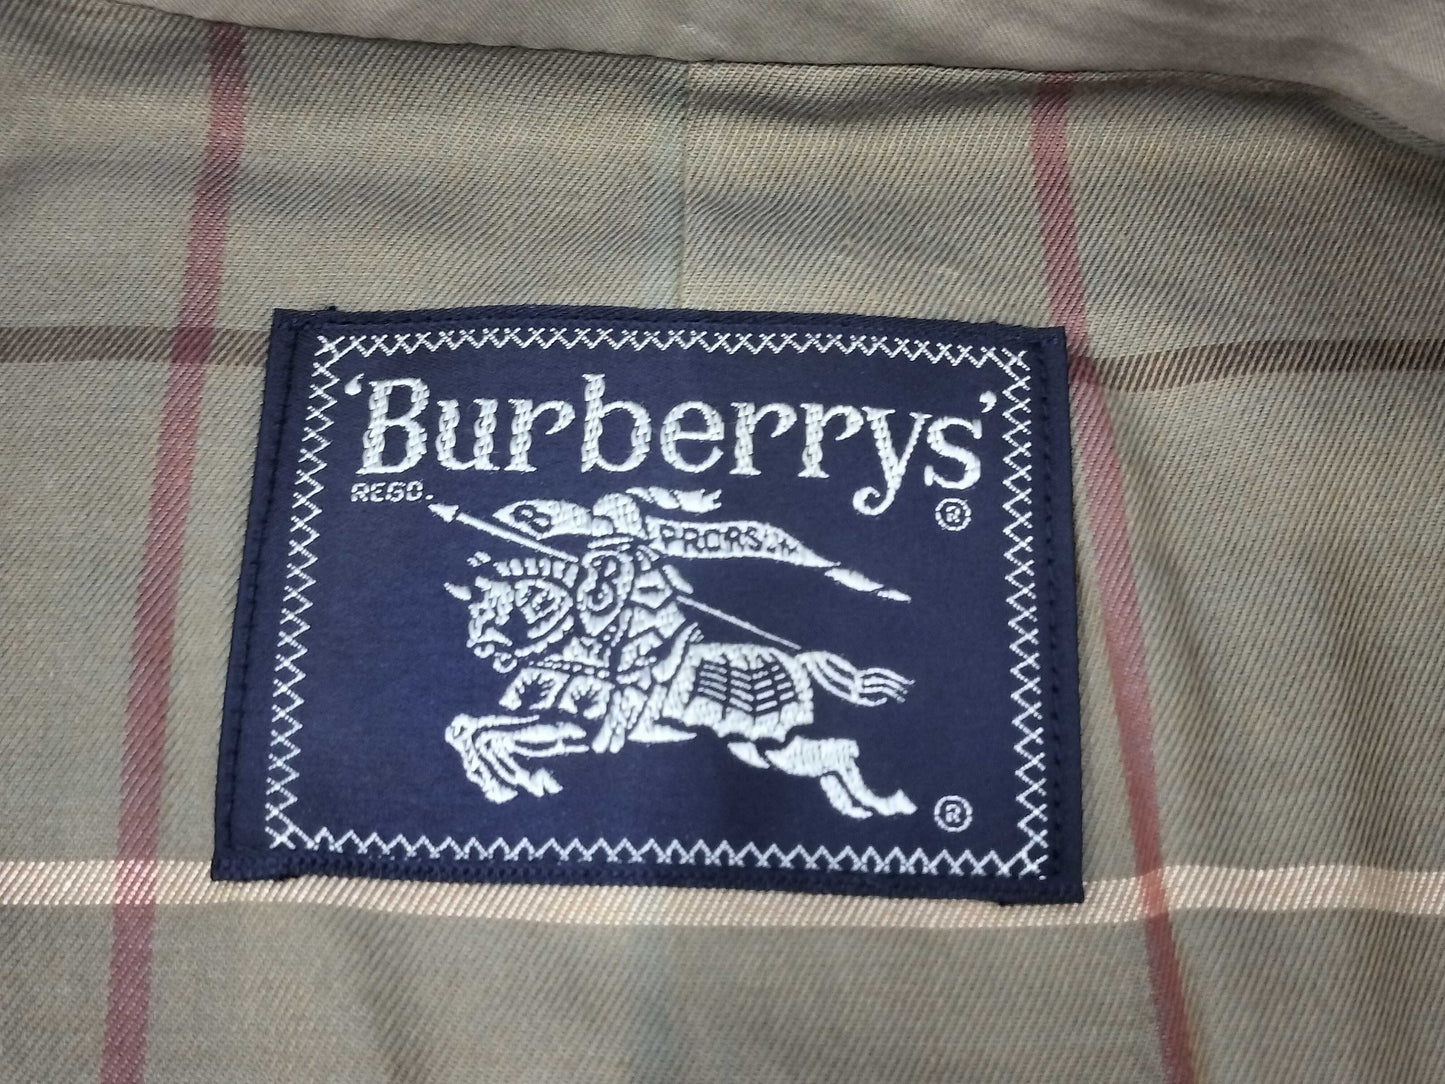 'Burberrys'
REGD.
®
B PRORSUM
B
®